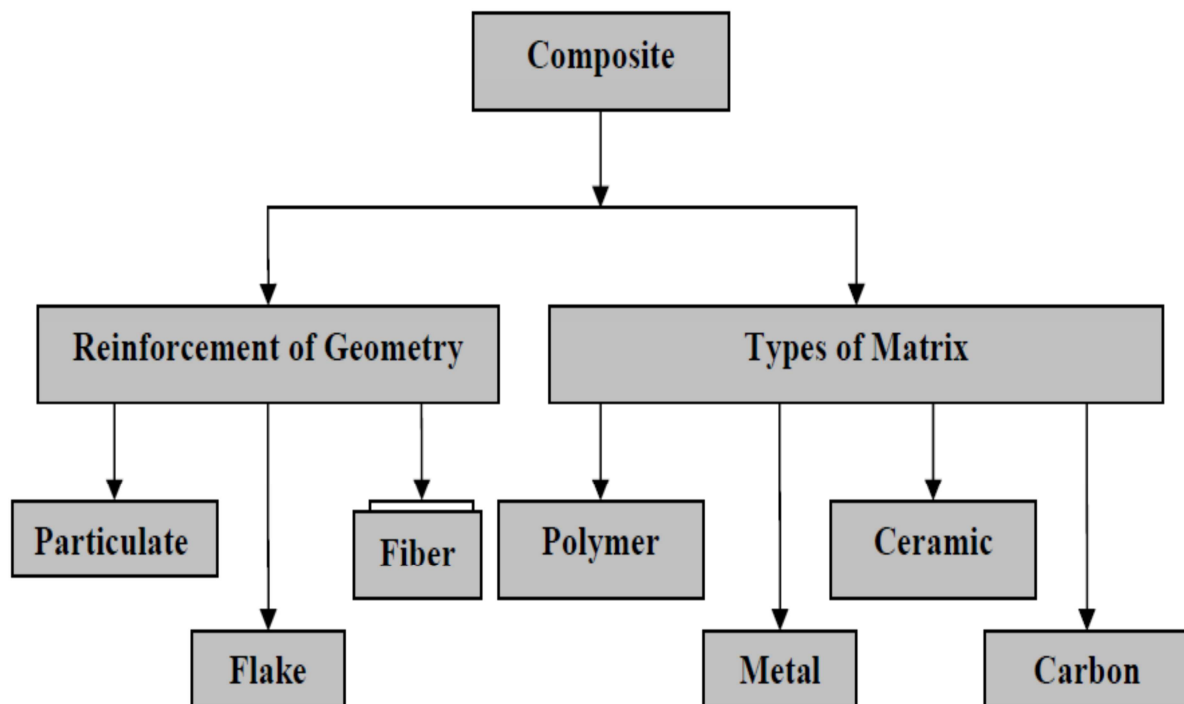 Composite
Reinforcement of Geometry
Types of Matrix
Particulate
Fiber
Polymer
Ceramic
Flake
Metal
Carbon